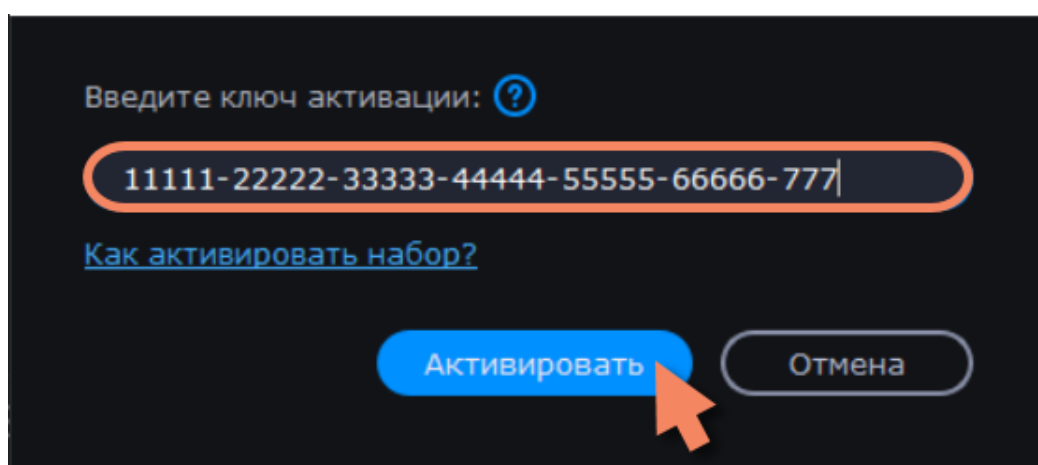 Введите ключ активации: ?
11111-22222-33333-44444-55555-66666-777
Как активировать набор?
Активировать Отмена